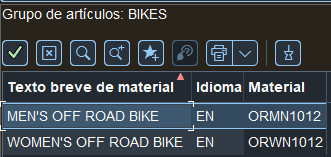 Grupo de artículos: BIKES
Texto breve de material Idioma Material
MEN'S OFF ROAD BIKE EN ORMN1012
WOMEN'S OFF ROAD BIKE EN ORWN1012